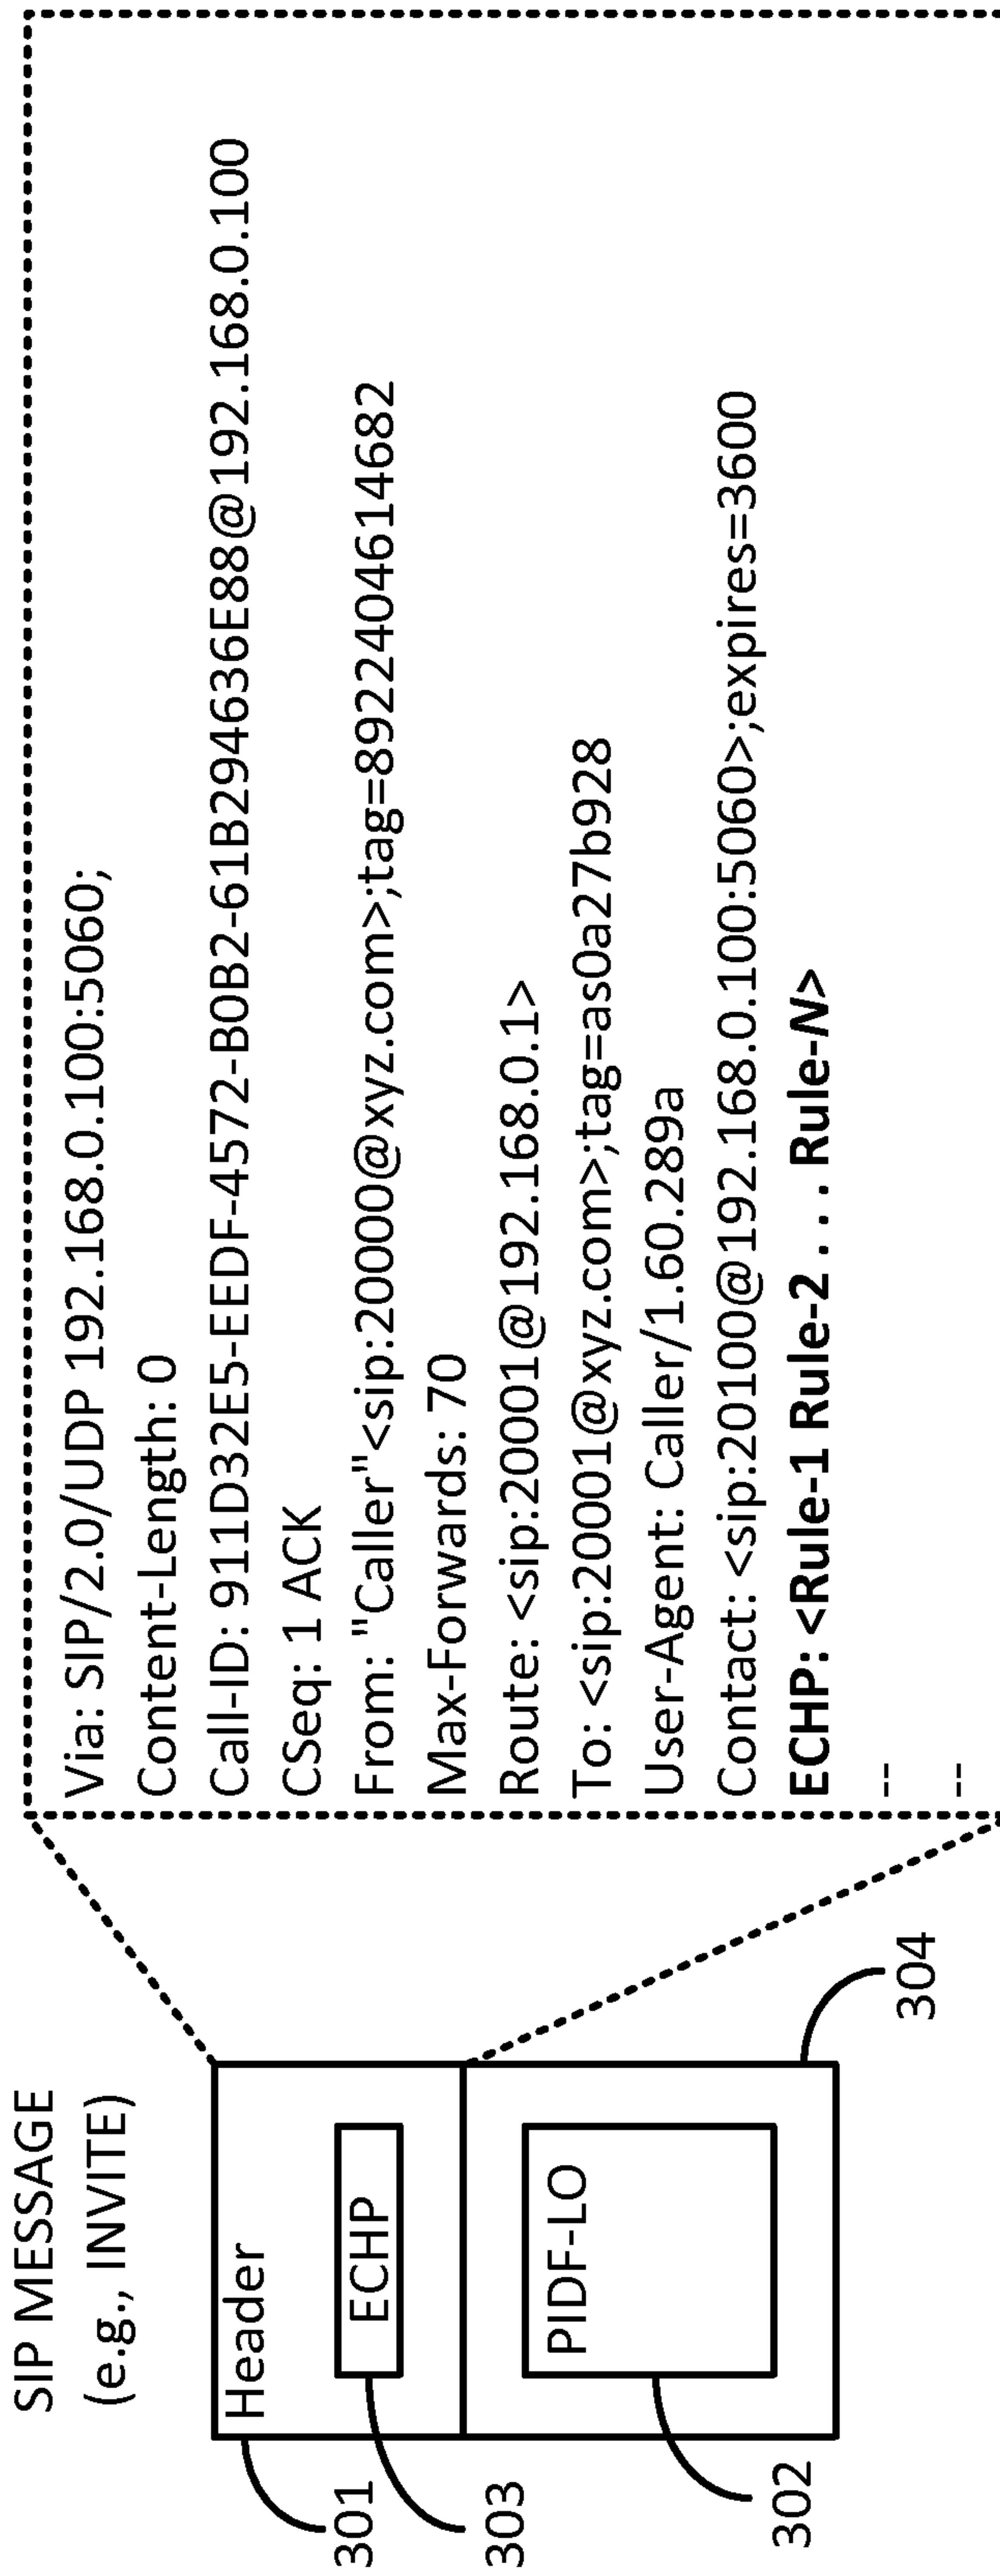 SIP MESSAGE
(e.g., INVITE)
301
Header
303
ECHP
302
PIDF-LO
304
Via: SIP/2.0/UDP 192.168.0.100:5060;
Content-Length: 0
Call-ID: 911D32E5-EEDF-4572-B0B2-61B294636E88@192.168.0.100
CSeq: 1 ACK
From: "Caller"<sip:20000@xyz.com>;tag=892240461​4682
Max-Forwards: 70
Route: <sip:20001@192.168.0.1>
To: <sip:20001@xyz.com>;tag=as0a27b928
User-Agent: Caller/1.60.289a
Contact: <sip:20100@192.168.0.100:5060>;expires=3600
ECHP: <Rule-1 Rule-2 . . . Rule-N>
--
--